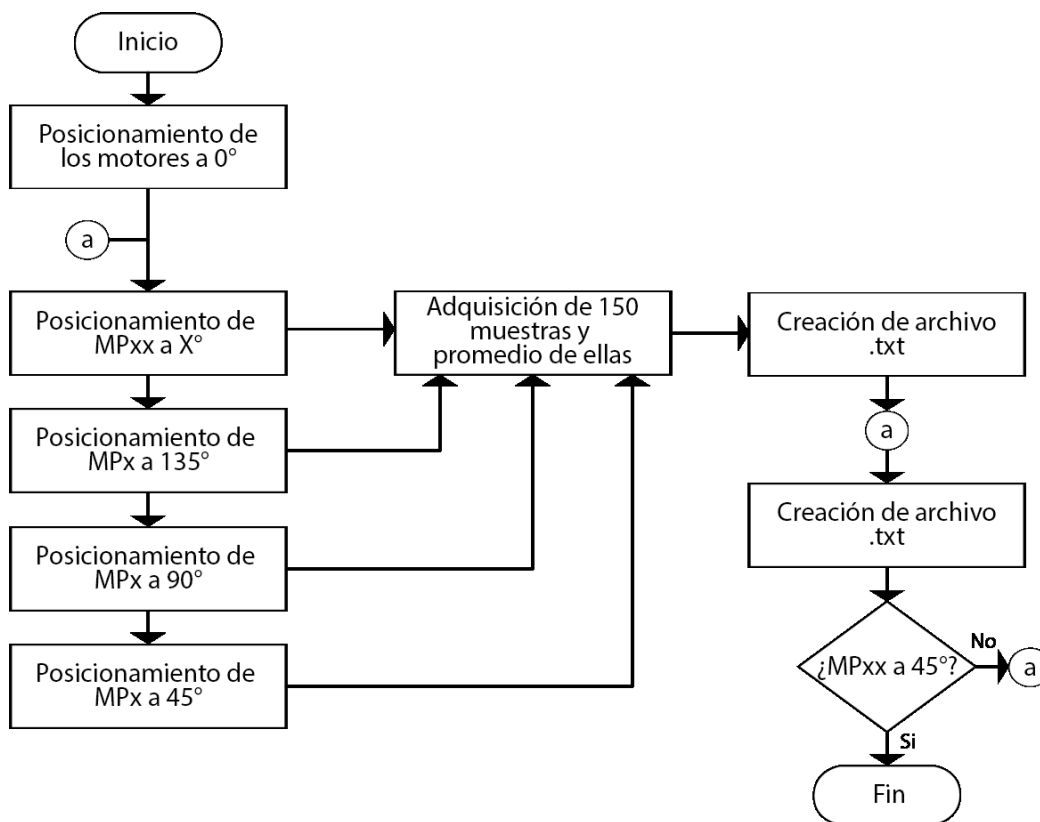 Inicio
Posicionamiento de
los motores a 0°
a
Posicionamiento de
MPxx a X°
Posicionamiento de
MPx a 135°
Posicionamiento de
MPx a 90°
Posicionamiento de
MPx a 45°
Adquisición de 150
muestras y
promedio de ellas
Creación de archivo
.txt
a
Creación de archivo
.txt
¿MPxx a 45°?
No
a
Si
Fin